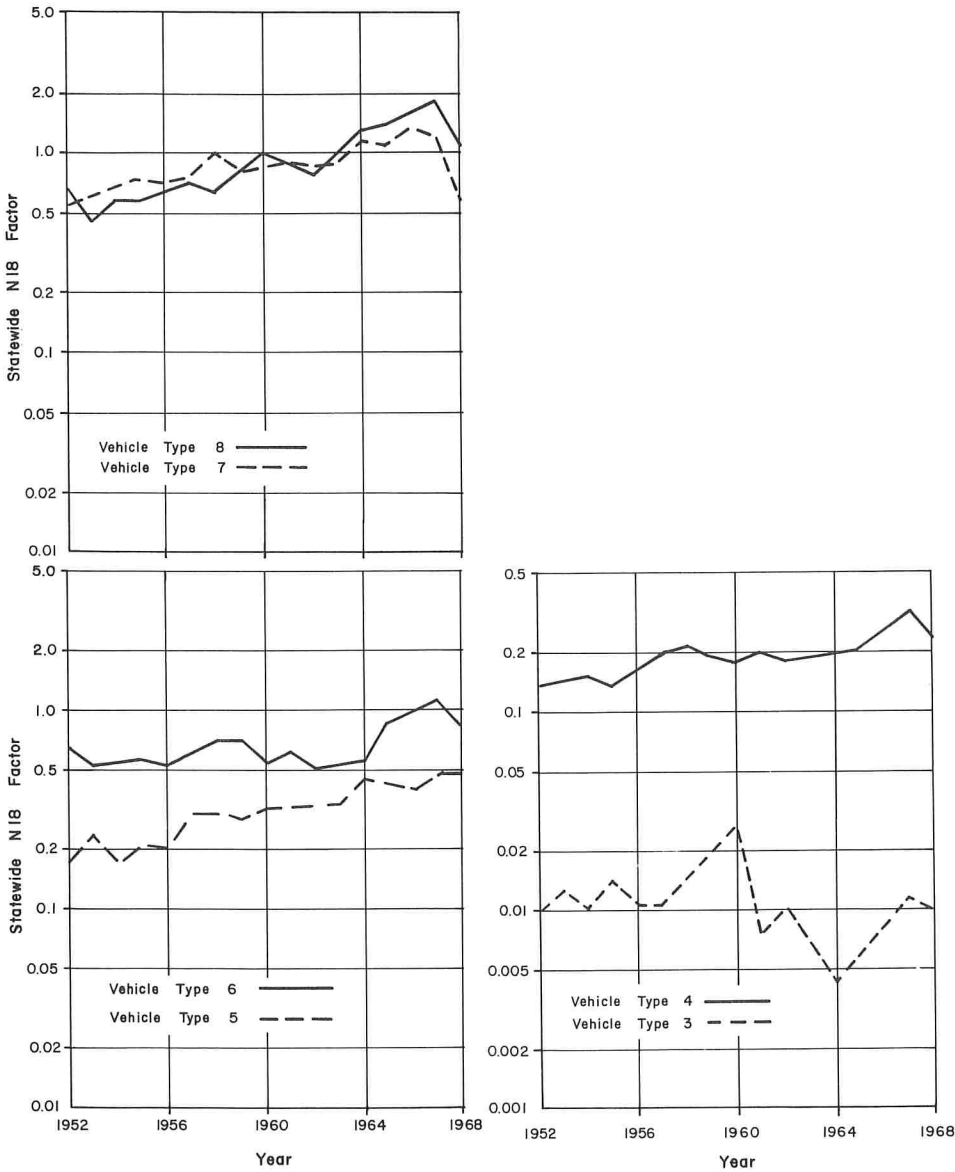 5.0
2.0
1.0
0.5
0.2
0.1
0.05
0.02
0.01
Statewide N18 Factor
Vehicle Type 8
Vehicle Type 7
5.0
2.0
1.0
0.5
0.2
0.1
0.05
0.02
0.01
Statewide N18 Factor
Vehicle Type 6
Vehicle Type 5
1952 1956 1960 1964 1968
Year
0.5
0.2
0.1
0.05
0.02
0.01
0.005
0.002
0.001
Vehicle Type 4
Vehicle Type 3
1952 1956 1960 1964 1968
Year